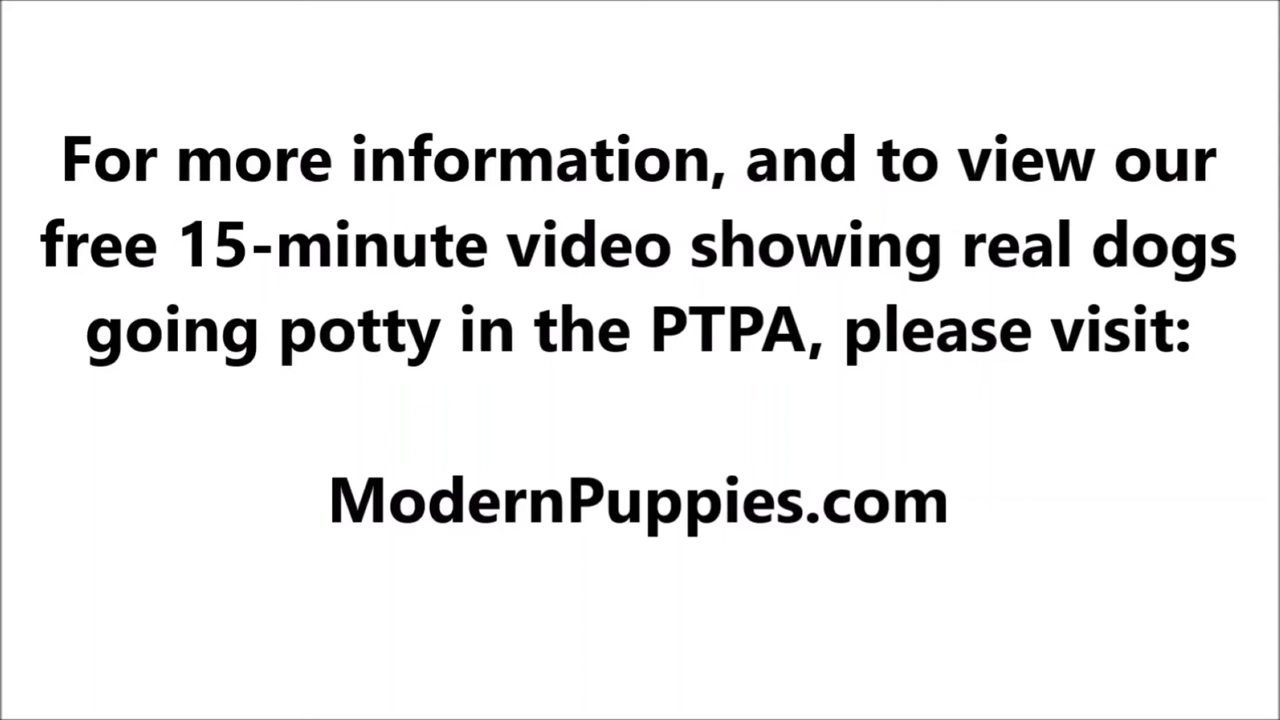 For more information, and to view our
free 15-minute video showing real dogs
going potty in the PTPA, please visit:
ModernPuppies.com